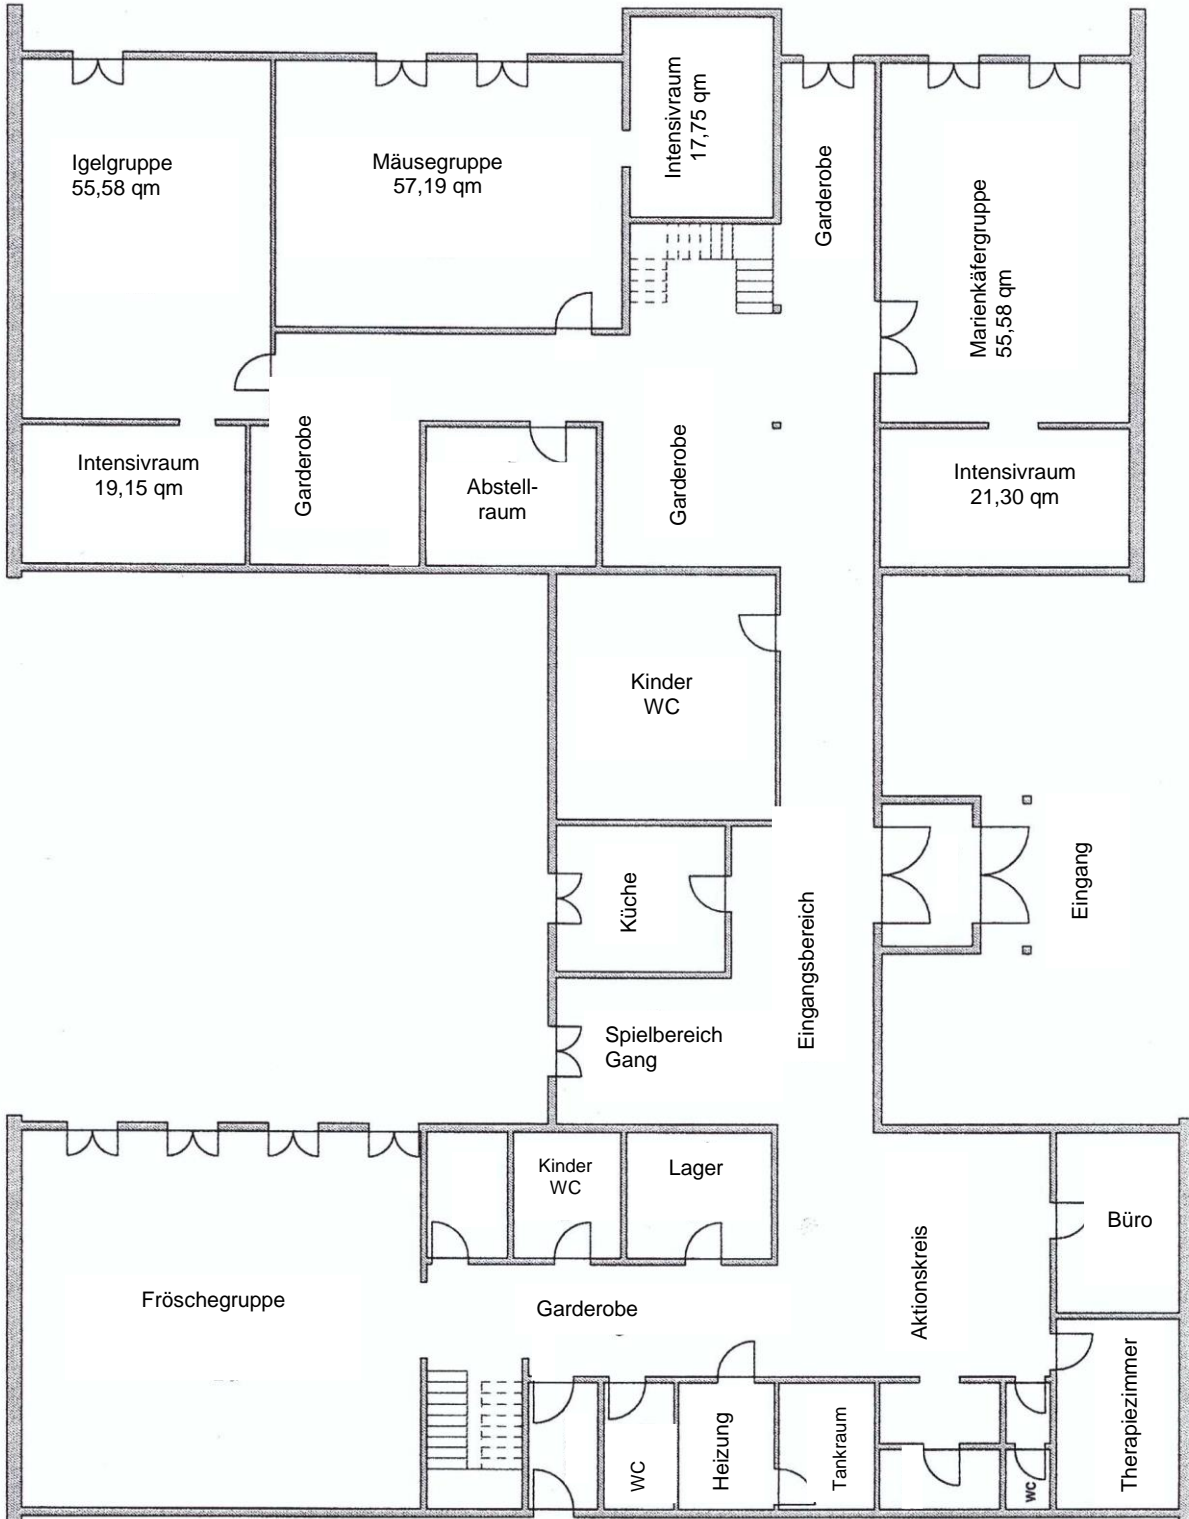 Igelgruppe
55,58 qm
Mäusegruppe
57,19 qm
Intensivraum
17,75 qm
Garderobe
Marienkäfergruppe
55,58 qm
Intensivraum
19,15 qm
Garderobe
Abstell-
raum
Garderobe
Intensivraum
21,30 qm
Kinder
WC
Küche
Eingangsbereich
Eingang
Spielbereich
Gang
Kinder
WC
Lager
Büro
Fröschegruppe
Garderobe
Aktionskreis
WC
Heizung
Tankraum
WC
Therapiezimmer